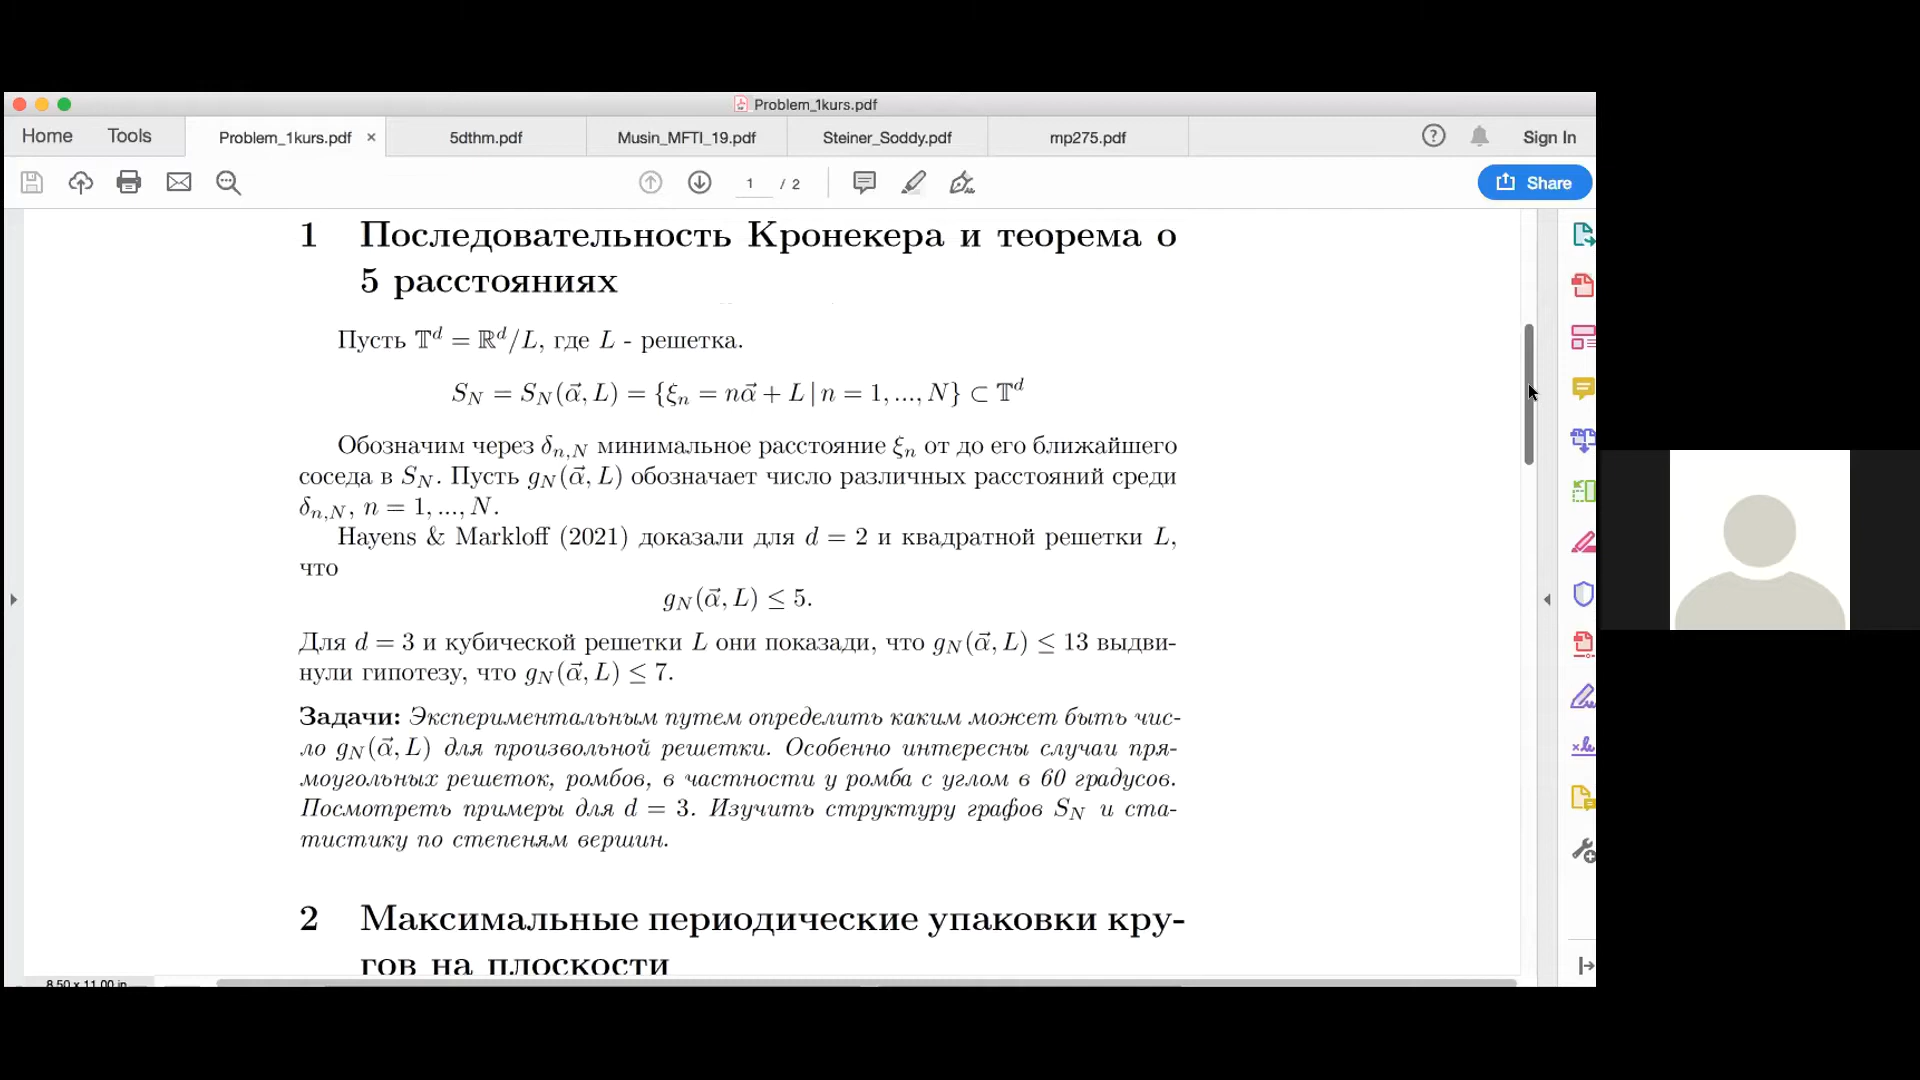 Problem_1kurs.pdf
Home Tools Problem_1kurs.pdf × 5dthm.pdf Musin_MFTI_19.pdf Steiner_Soddy.pdf mp275.pdf ? Sign In
1 / 2 Share
1 Последовательность Кронекера и теорема о
5 расстояниях
Пусть 𝕋^d = ℝ^d/L, где L - решетка.
S_N = S_N(α⃗, L) = {ξ_n = nα⃗ + L | n = 1, ..., N} ⊂ 𝕋^d
Обозначим через δ_{n,N} минимальное расстояние ξ_n от до его ближайшего
соседа в S_N. Пусть g_N(α⃗, L) обозначает число различных расстояний среди
δ_{n,N}, n = 1, ..., N.
Hayens & Markloff (2021) доказали для d = 2 и квадратной решетки L,
что
g_N(α⃗, L) ≤ 5.
Для d = 3 и кубической решетки L они показади, что g_N(α⃗, L) ≤ 13 выдви-
нули гипотезу, что g_N(α⃗, L) ≤ 7.
Задачи: Экспериментальным путем определить каким может быть чис-
ло g_N(α⃗, L) для произвольной решетки. Особенно интересны случаи пря-
моугольных решеток, ромбов, в частности у ромба с углом в 60 градусов.
Посмотреть примеры для d = 3. Изучить структуру графов S_N и ста-
тистику по степеням вершин.
2 Максимальные периодические упаковки кру-
гов на плоскости
8.50 x 11.00 in